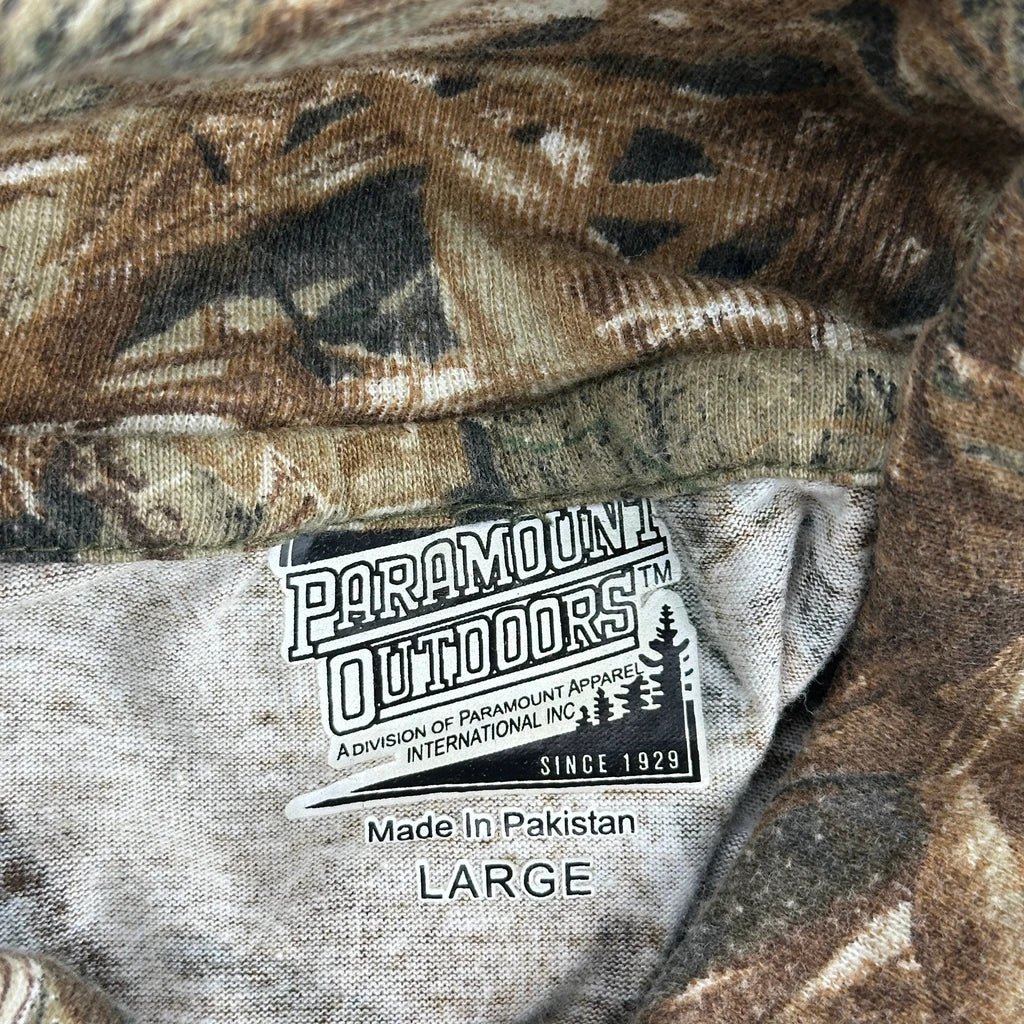 PARAMOUNT
OUTDOORS™
A DIVISION OF PARAMOUNT APPAREL
INTERNATIONAL INC
SINCE 1929
Made In Pakistan
LARGE